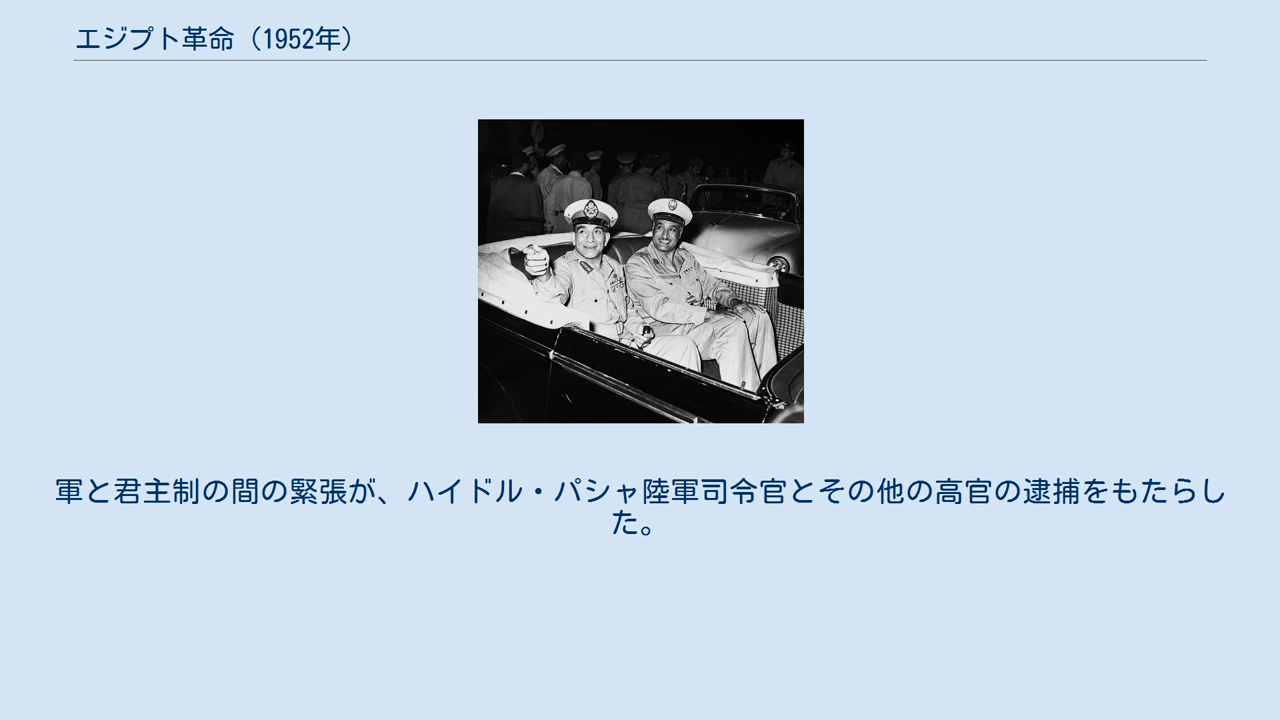 エジプト革命（1952年）
軍と君主制の間の緊張が、ハイドル・パシャ陸軍司令官とその他の高官の逮捕をもたらし
た。